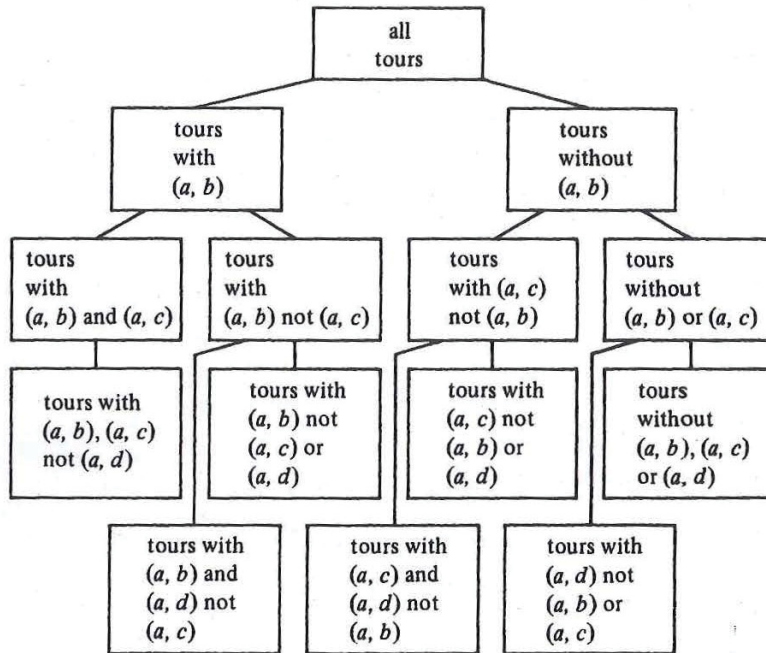 all
tours
tours
with
(a, b)
tours
without
(a, b)
tours
with
(a, b) and (a, c)
tours
with
(a, b) not (a, c)
tours
with (a, c)
not (a, b)
tours
without
(a, b) or (a, c)
tours with
(a, b), (a, c)
not (a, d)
tours with
(a, b) not
(a, c) or
(a, d)
tours with
(a, c) not
(a, b) or
(a, d)
tours
without
(a, b), (a, c)
or (a, d)
tours with
(a, b) and
(a, d) not
(a, c)
tours with
(a, c) and
(a, d) not
(a, b)
tours with
(a, d) not
(a, b) or
(a, c)